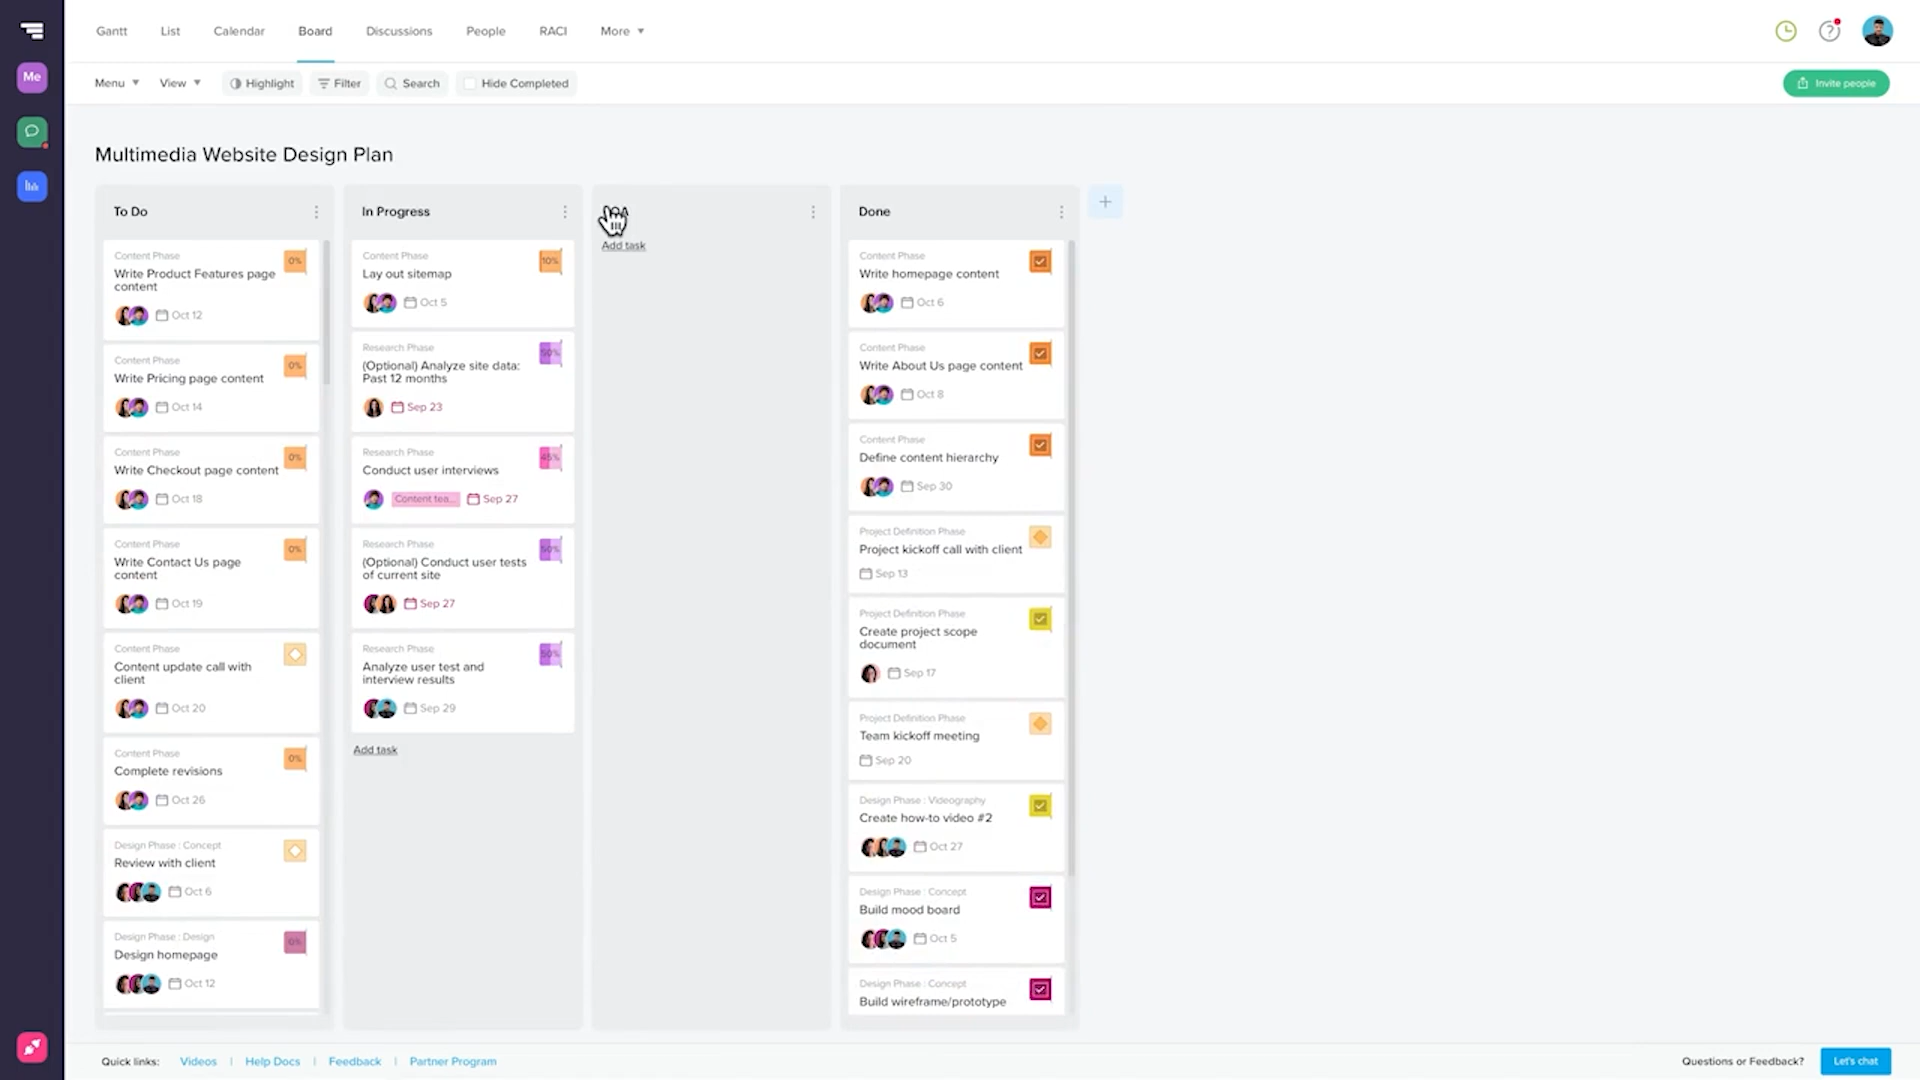 Gantt
List
Calendar
Board
Discussions
People
RACI
More
Me
Menu
View
Highlight
Filter
Search
Hide Completed
Invite people
Multimedia Website Design Plan
To Do
Content Phase
Write Product Features page
content
0%
Oct 12
Content Phase
Write Pricing page content
0%
Oct 14
Content Phase
Write Checkout page content
0%
Oct 18
Content Phase
Write Contact Us page
content
0%
Oct 19
Content Phase
Content update call with
client
Oct 20
Content Phase
Complete revisions
0%
Oct 26
Design Phase : Concept
Review with client
Oct 6
Design Phase : Design
Design homepage
0%
Oct 12
In Progress
Content Phase
Lay out sitemap
10%
Oct 5
Research Phase
(Optional) Analyze site data:
Past 12 months
50%
Sep 23
Research Phase
Conduct user interviews
45%
Content tea...
Sep 27
Research Phase
(Optional) Conduct user tests
of current site
50%
Sep 27
Research Phase
Analyze user test and
interview results
50%
Sep 29
Add task
Add task
Done
Content Phase
Write homepage content
Oct 6
Content Phase
Write About Us page content
Oct 8
Content Phase
Define content hierarchy
Sep 30
Project Definition Phase
Project kickoff call with client
Sep 13
Project Definition Phase
Create project scope
document
Sep 17
Project Definition Phase
Team kickoff meeting
Sep 20
Design Phase : Videography
Create how-to video #2
Oct 27
Design Phase : Concept
Build mood board
Oct 5
Design Phase : Concept
Build wireframe/prototype
Quick links:
Videos
Help Docs
Feedback
Partner Program
Questions or Feedback?
Let's chat